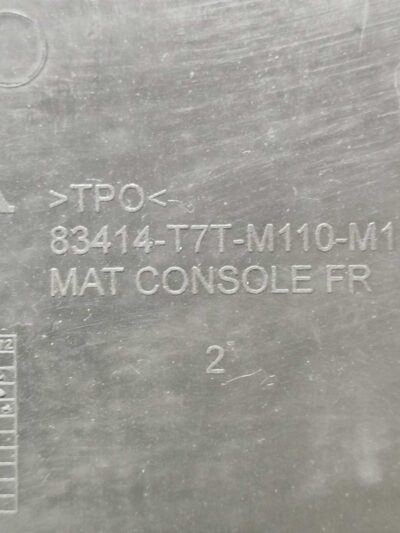 >TPO<
83414-T7T-M110-M1
MAT CONSOLE FR
2